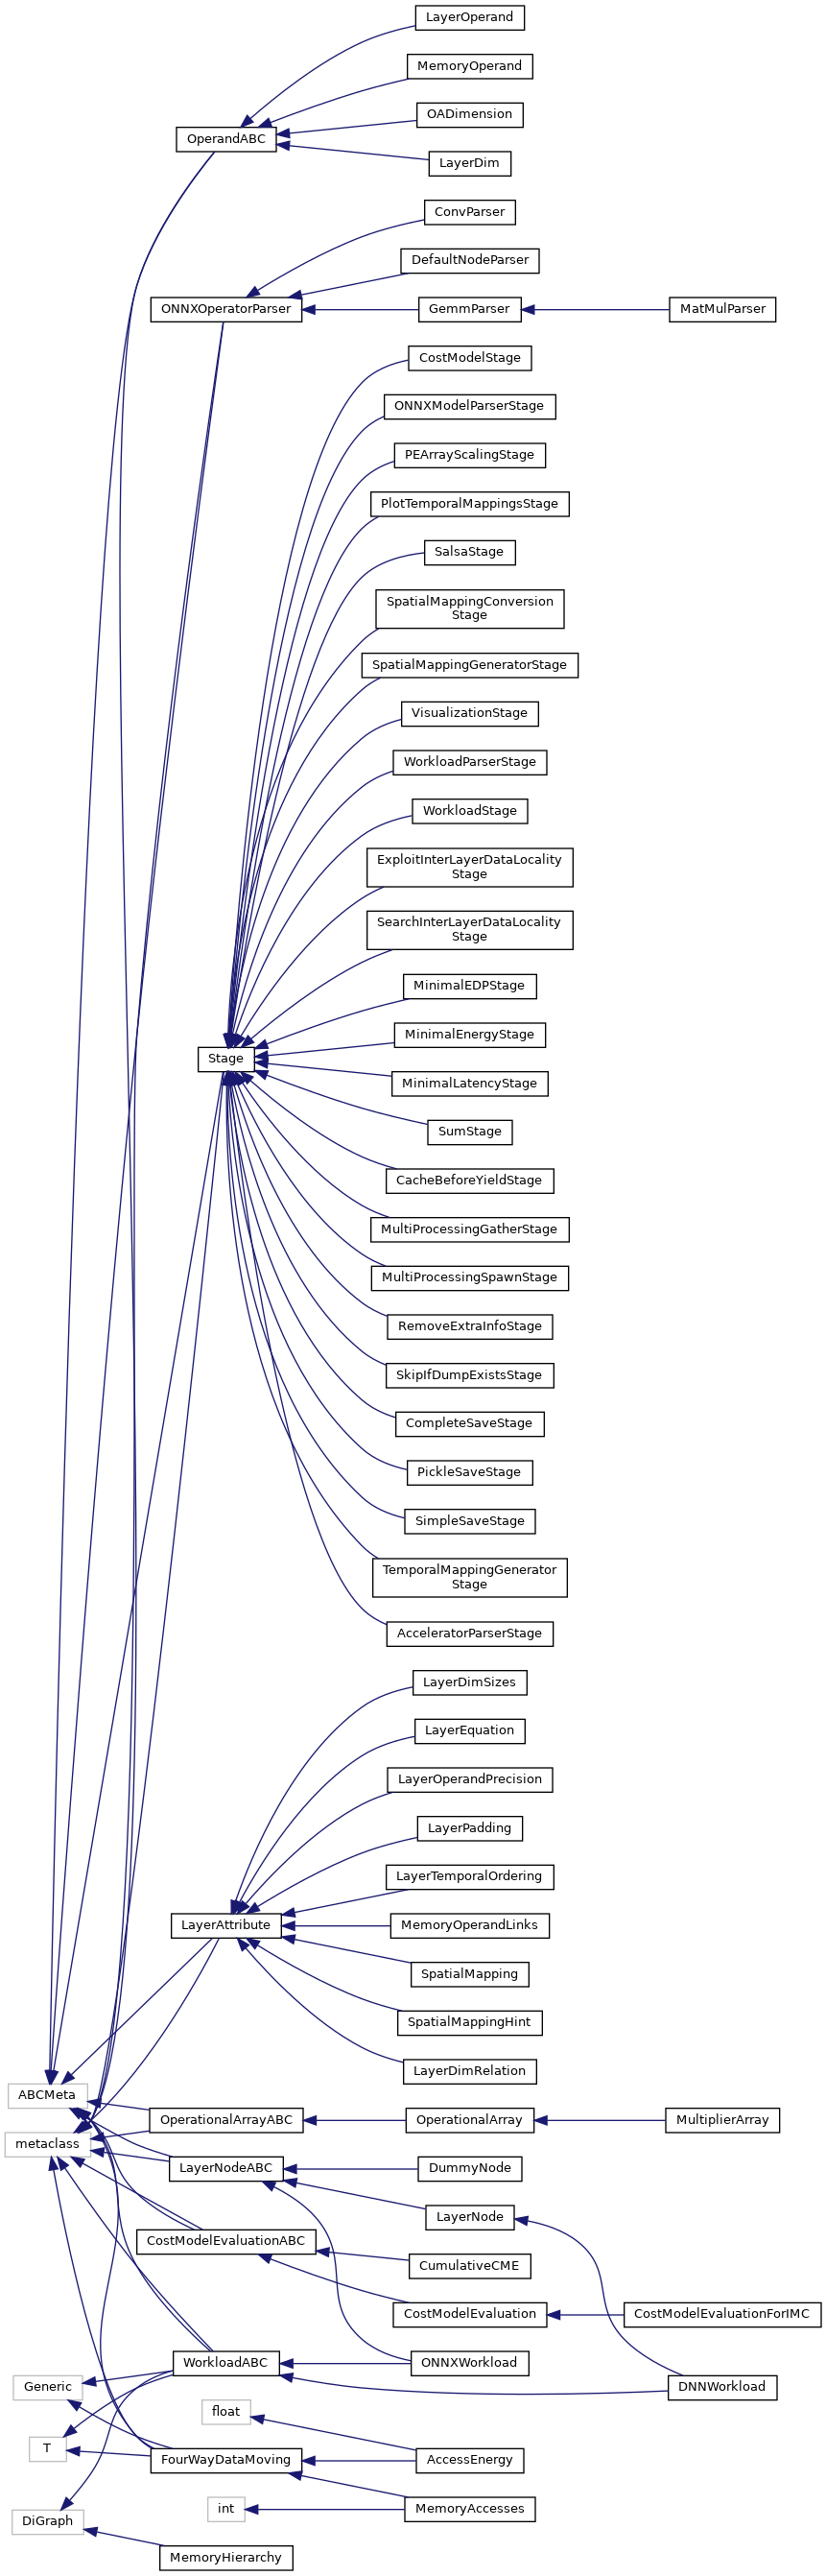 LayerOperand
MemoryOperand
OADimension
OperandABC
LayerDim
ConvParser
DefaultNodeParser
ONNXOperatorParser
GemmParser
MatMulParser
CostModelStage
ONNXModelParserStage
PEArrayScalingStage
PlotTemporalMappingsStage
SalsaStage
SpatialMappingConversion
Stage
SpatialMappingGeneratorStage
VisualizationStage
WorkloadParserStage
WorkloadStage
ExploitInterLayerDataLocality
Stage
SearchInterLayerDataLocality
Stage
MinimalEDPStage
MinimalEnergyStage
Stage
MinimalLatencyStage
SumStage
CacheBeforeYieldStage
MultiProcessingGatherStage
MultiProcessingSpawnStage
RemoveExtraInfoStage
SkipIfDumpExistsStage
CompleteSaveStage
PickleSaveStage
SimpleSaveStage
TemporalMappingGenerator
Stage
AcceleratorParserStage
LayerDimSizes
LayerEquation
LayerOperandPrecision
LayerPadding
LayerTemporalOrdering
LayerAttribute
MemoryOperandLinks
SpatialMapping
SpatialMappingHint
LayerDimRelation
ABCMeta
OperationalArrayABC
OperationalArray
MultiplierArray
metaclass
LayerNodeABC
DummyNode
LayerNode
CostModelEvaluationABC
CumulativeCME
CostModelEvaluation
CostModelEvaluationForIMC
WorkloadABC
ONNXWorkload
Generic
DNNWorkload
float
T
FourWayDataMoving
AccessEnergy
int
MemoryAccesses
DiGraph
MemoryHierarchy